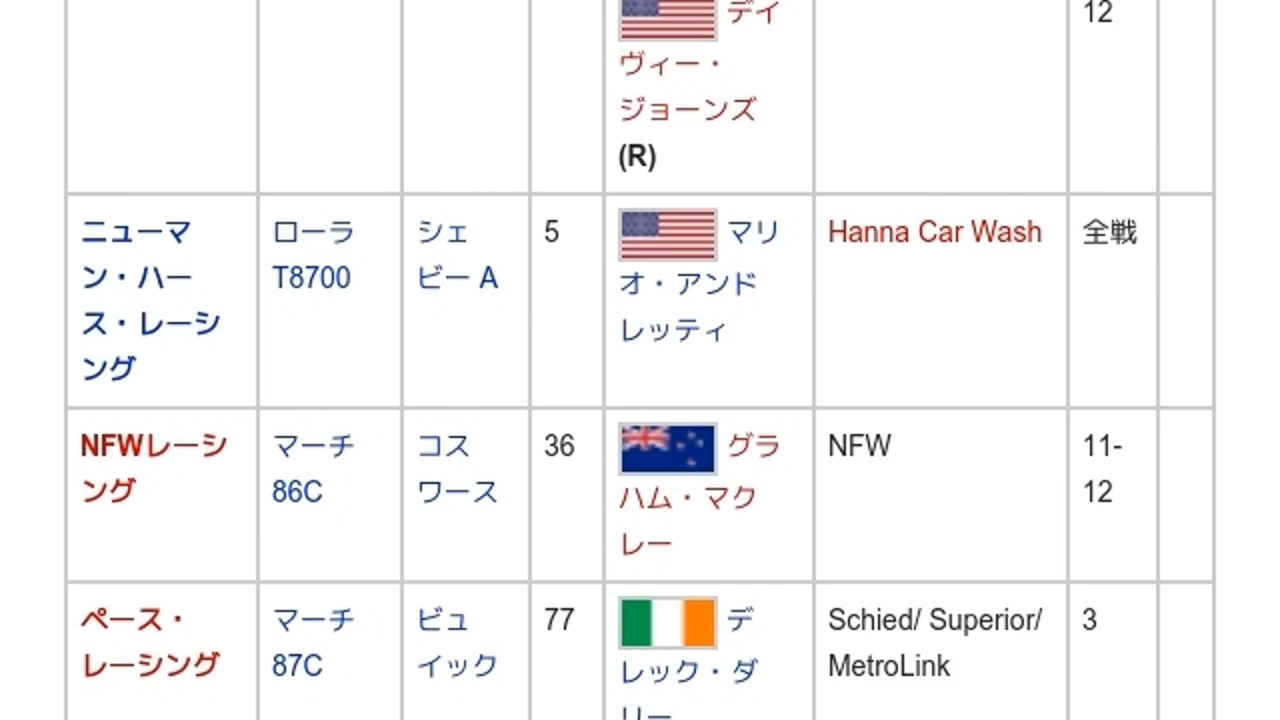 デイ
ヴィー・
ジョーンズ
(R)
12
ニューマ
ン・ハー
ス・レーシ
ング
ローラ
T8700
シェ
ビー A
5
マリ
オ・アンド
レッティ
Hanna Car Wash
全戦
NFWレーシ
ング
マーチ
86C
コス
ワース
36
グラ
ハム・マク
レー
NFW
11-
12
ペース・
レーシング
マーチ
87C
ビュ
イック
77
デ
レック・ダ
リー
Schied/ Superior/
MetroLink
3